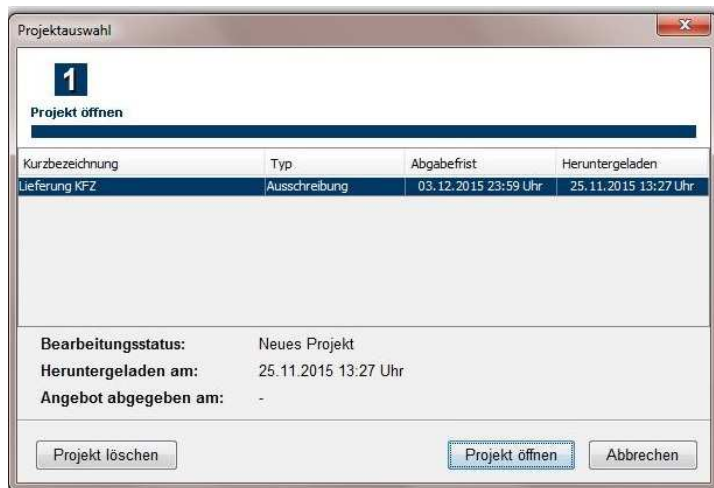 Projektauswahl
1
Projekt öffnen
Kurzbezeichnung Typ Abgabefrist Heruntergeladen
Lieferung KFZ Ausschreibung 03.12.2015 23:59 Uhr 25.11.2015 13:27 Uhr
Bearbeitungsstatus: Neues Projekt
Heruntergeladen am: 25.11.2015 13:27 Uhr
Angebot abgegeben am: -
Projekt löschen Projekt öffnen Abbrechen